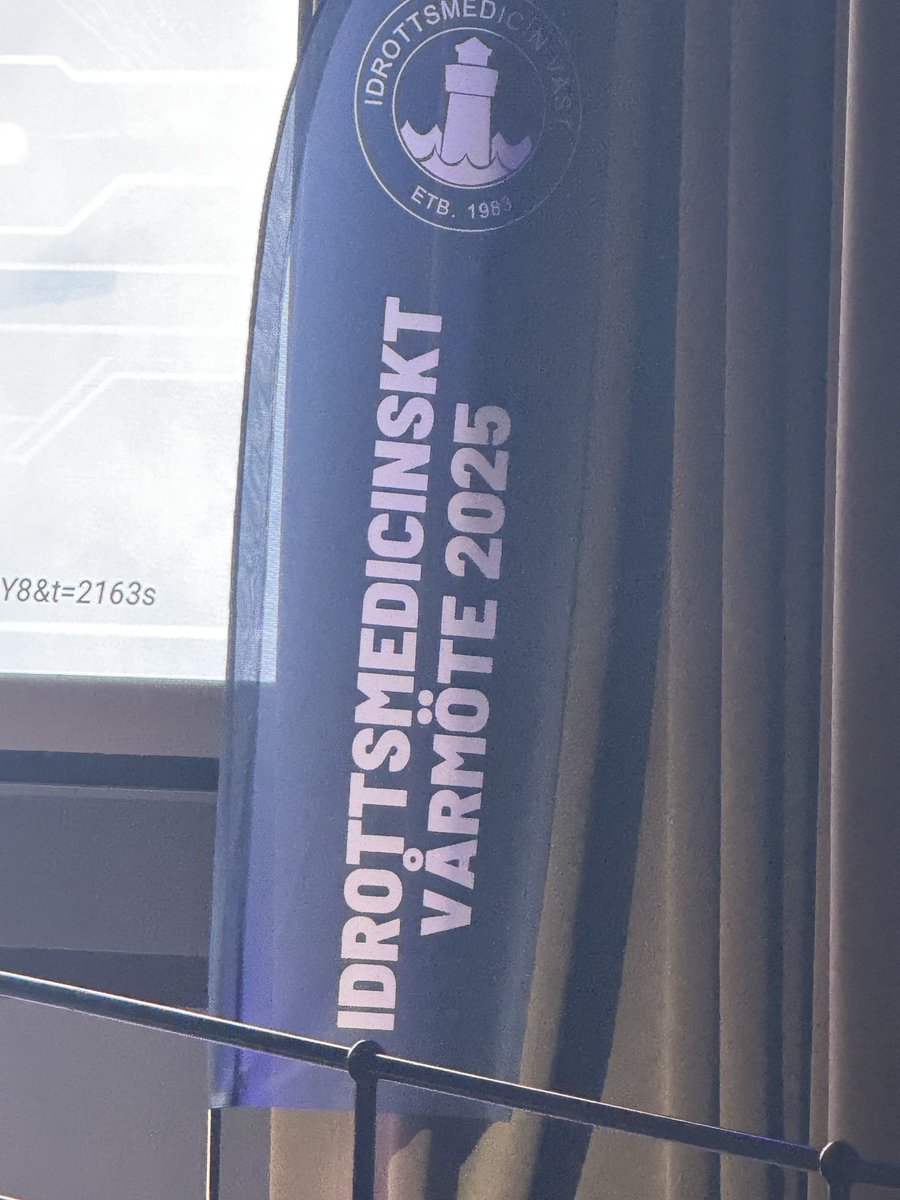 IDROTTSMEDICIN VÄST
ETB. 1983
IDROTTSMEDICINSKT
VÅRMÖTE 2025
Y8&t=2163s